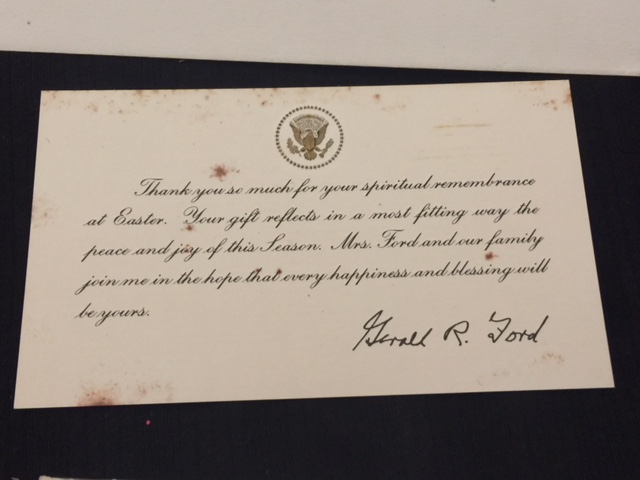 Thank you so much for your spiritual remembrance
at Easter. Your gift reflects in a most fitting way the
peace and joy of this Season. Mrs. Ford and our family
join me in the hope that every happiness and blessing will
be yours.
Gerald R. Ford